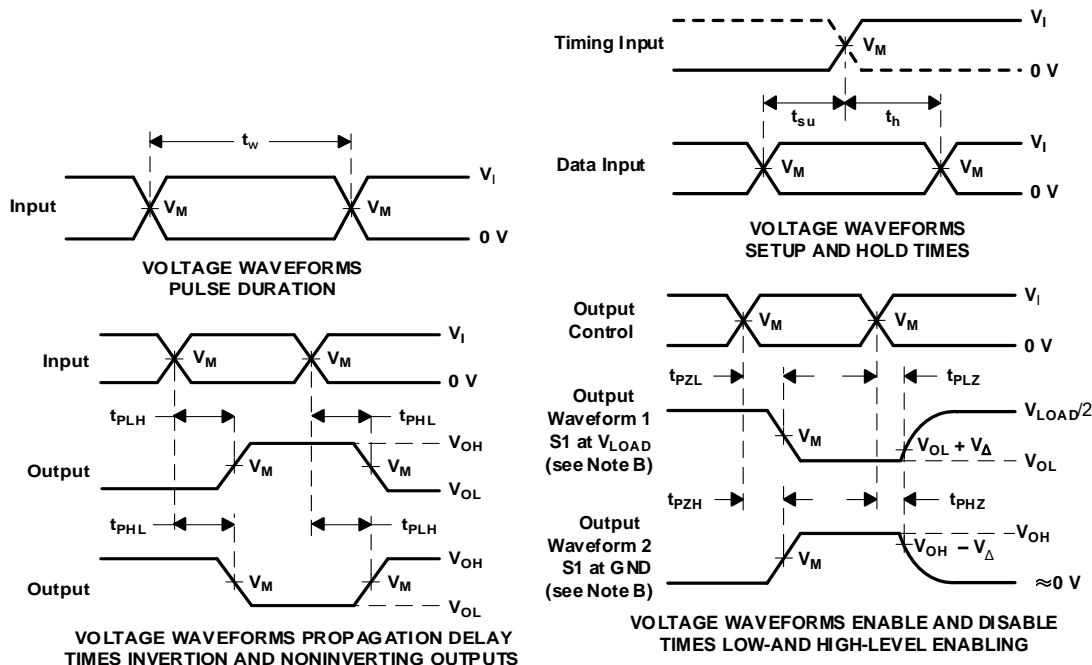 t_w
V_I
Input
V_M
V_M
0 V
VOLTAGE WAVEFORMS
PULSE DURATION
V_I
Timing Input
V_M
0 V
t_su
t_h
V_I
Data Input
V_M
V_M
0 V
VOLTAGE WAVEFORMS
SETUP AND HOLD TIMES
V_I
Input
V_M
V_M
0 V
t_PLH
t_PHL
V_OH
Output
V_M
V_M
V_OL
t_PHL
t_PLH
V_OH
Output
V_M
V_M
V_OL
VOLTAGE WAVEFORMS PROPAGATION DELAY
TIMES INVERTION AND NONINVERTING OUTPUTS
V_I
Output
Control
V_M
V_M
0 V
t_PZL
t_PLZ
Output
Waveform 1
S1 at V_LOAD
(see Note B)
V_LOAD/2
V_M
V_OL + V_Δ
V_OL
t_PZH
t_PHZ
Output
Waveform 2
S1 at GND
(see Note B)
V_OH
V_M
V_OH – V_Δ
≈0 V
VOLTAGE WAVEFORMS ENABLE AND DISABLE
TIMES LOW-AND HIGH-LEVEL ENABLING